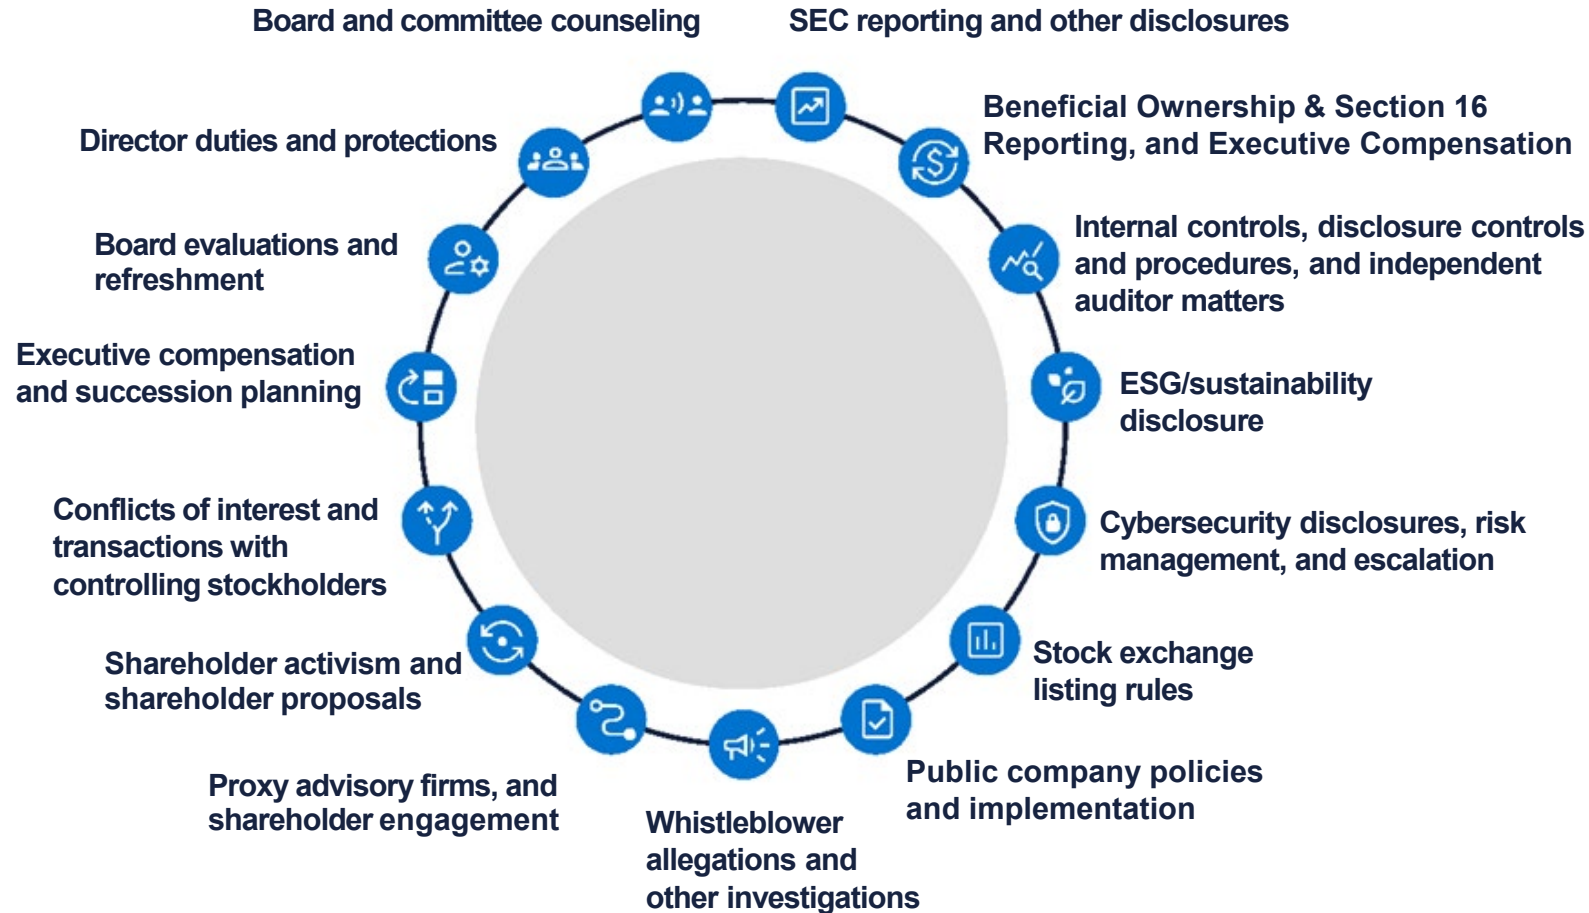 Board and committee counseling
SEC reporting and other disclosures
Beneficial Ownership & Section 16
Reporting, and Executive Compensation
Internal controls, disclosure controls
and procedures, and independent
auditor matters
ESG/sustainability
disclosure
Cybersecurity disclosures, risk
management, and escalation
Stock exchange
listing rules
Public company policies
and implementation
Whistleblower
allegations and
other investigations
Proxy advisory firms, and
shareholder engagement
Shareholder activism and
shareholder proposals
Conflicts of interest and
transactions with
controlling stockholders
Executive compensation
and succession planning
Board evaluations and
refreshment
Director duties and protections